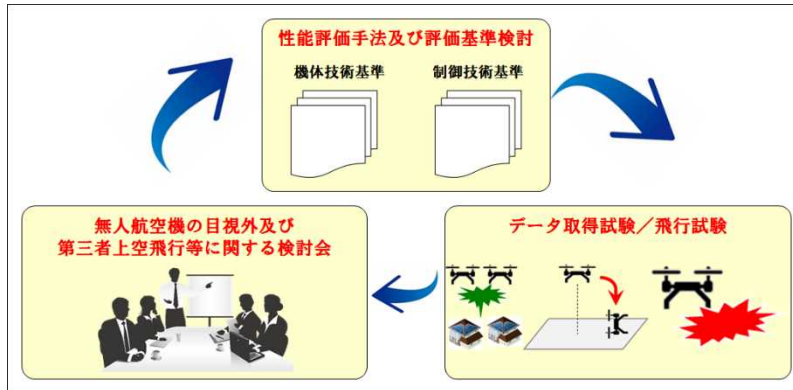 性能評価手法及び評価基準検討
機体技術基準
制御技術基準
無人航空機の目視外及び
第三者上空飛行等に関する検討会
データ取得試験／飛行試験